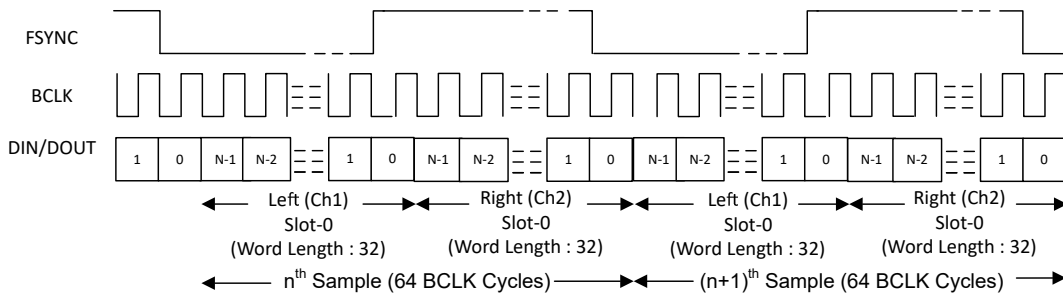 FSYNC
BCLK
DIN/DOUT
1 0 N-1 N-2 1 0 N-1 N-2 1 0 N-1 N-2 1 0 N-1 N-2 1 0
Left (Ch1) Right (Ch2) Left (Ch1) Right (Ch2)
Slot-0 Slot-0 Slot-0 Slot-0
(Word Length : 32) (Word Length : 32) (Word Length : 32) (Word Length : 32)
nth Sample (64 BCLK Cycles) (n+1)th Sample (64 BCLK Cycles)